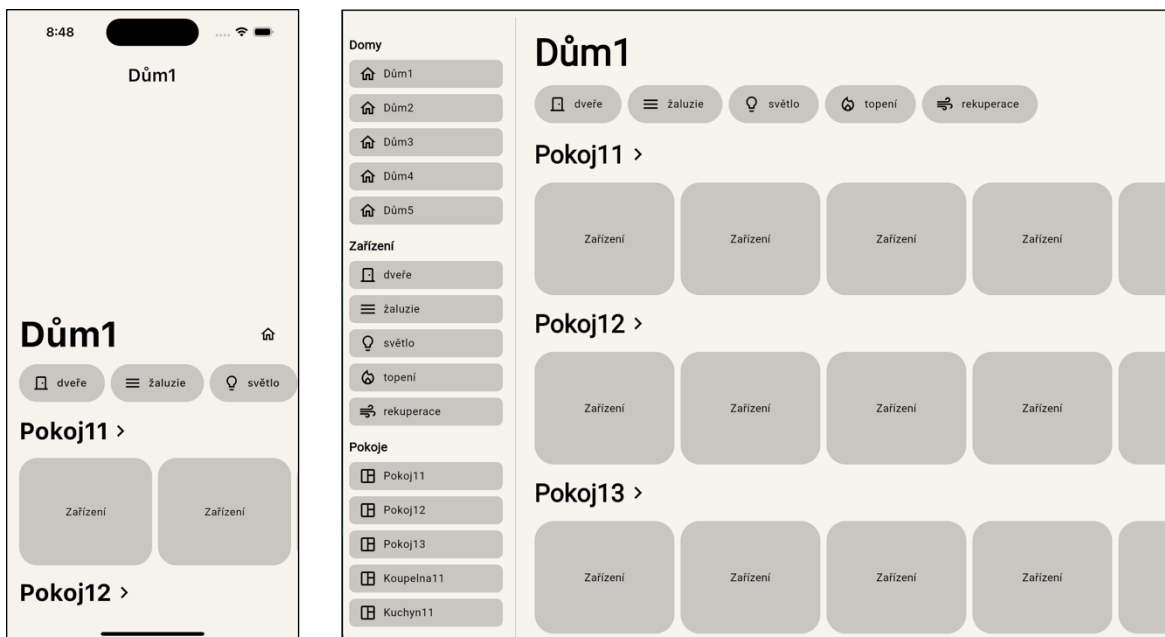 8:48
Dům1
Dům1
dveře žaluzie světlo
Pokoj11 >
Zařízení Zařízení
Pokoj12 >
Domy
Dům1
Dům2
Dům3
Dům4
Dům5
Zařízení
dveře
žaluzie
světlo
topení
rekuperace
Pokoje
Pokoj11
Pokoj12
Pokoj13
Koupelna11
Kuchyn11
Dům1
dveře žaluzie světlo topení rekuperace
Pokoj11 >
Zařízení Zařízení Zařízení Zařízení
Pokoj12 >
Zařízení Zařízení Zařízení Zařízení
Pokoj13 >
Zařízení Zařízení Zařízení Zařízení